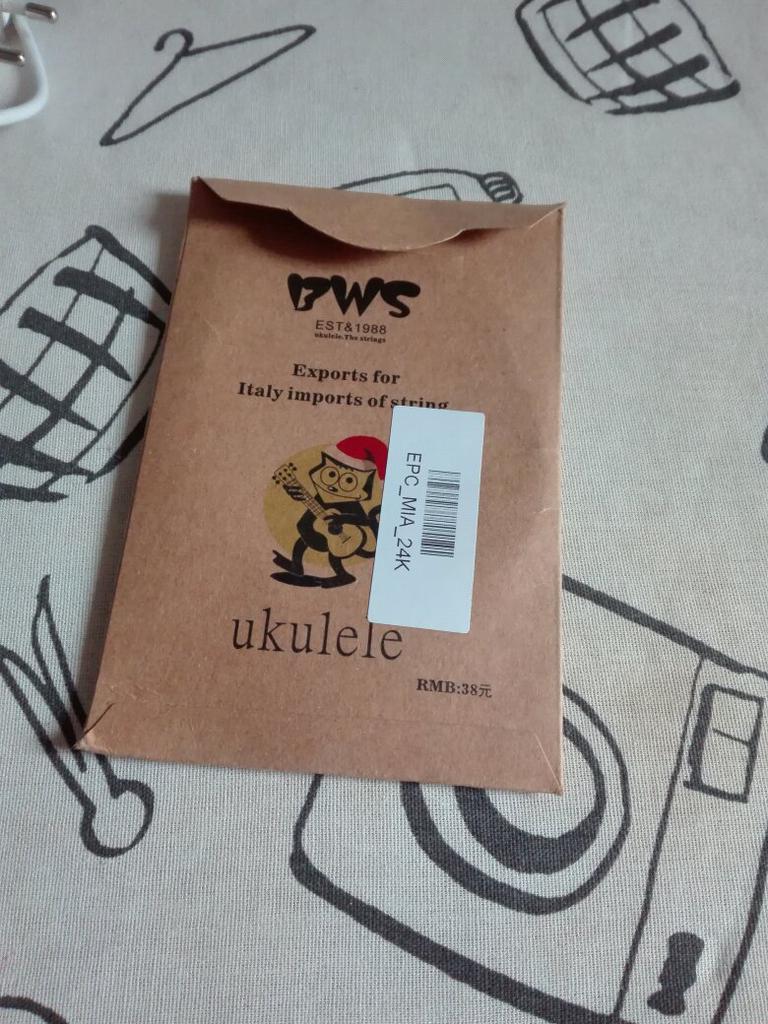 BWS
EST&1988
ukulele.The strings
Exports for
Italy imports of string
EPC_MIA_24K
ukulele
RMB:38元